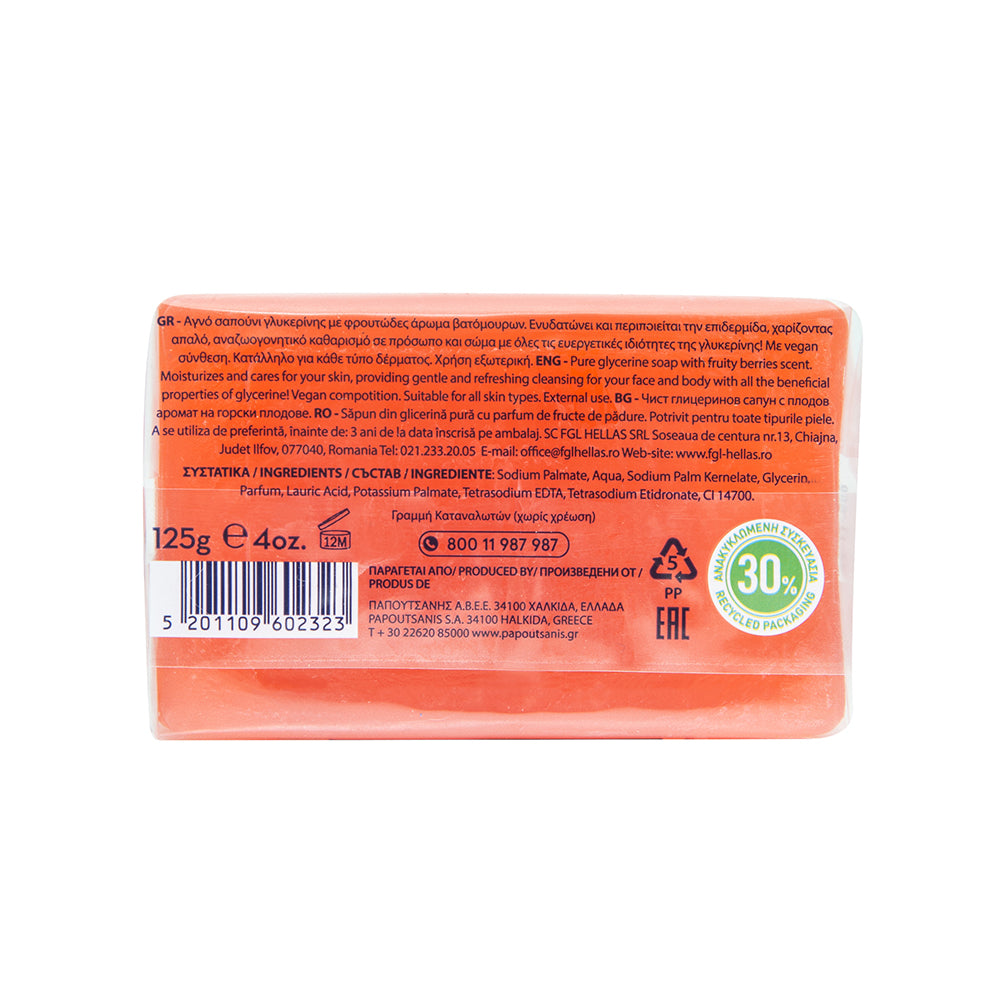 GR - Αγνό σαπούνι γλυκερίνης με φρουτώδες άρωμα βατόμουρων. Ενυδατώνει και περιποιείται την επιδερμίδα, χαρίζοντας
απαλό, αναζωογονητικό καθαρισμό σε πρόσωπο και σώμα με όλες τις ευεργετικές ιδιότητες της γλυκερίνης! Με vegan
σύνθεση. Κατάλληλο για κάθε τύπο δέρματος. Χρήση εξωτερική. ENG - Pure glycerine soap with fruity berries scent.
Moisturizes and cares for your skin, providing gentle and refreshing cleansing for your face and body with all the beneficial
properties of glycerine! Vegan compotition. Suitable for all skin types. External use. BG - Чист глицеринов сапун с плодов
аромат на горски плодове. RO - Săpun din glicerină pură cu parfum de fructe de pădure. Potrivit pentru toate tipurile piele.
A se utiliza de preferintă, înainte de: 3 ani de la data înscrisă pe ambalaj. SC FGL HELLAS SRL Soseaua de centura nr.13, Chiajna,
Judet Ilfov, 077040, Romania Tel: 021.233.20.05 E-mail: office@fglhellas.ro Web-site: www.fgl-hellas.ro
ΣΥΣΤΑΤΙΚΑ / INGREDIENTS / СЪСТАВ / INGREDIENTE: Sodium Palmate, Aqua, Sodium Palm Kernelate, Glycerin,
Parfum, Lauric Acid, Potassium Palmate, Tetrasodium EDTA, Tetrasodium Etidronate, CI 14700.
Γραμμή Καταναλωτών (χωρίς χρέωση)
125g ℮ 4oz.
12M
800 11 987 987
ΠΑΡΑΓΕΤΑΙ ΑΠΟ/ PRODUCED BY/ ПРОИЗВЕДЕНИ ОТ /
PRODUS DE
ΠΑΠΟΥΤΣΑΝΗΣ Α.Β.Ε.Ε. 34100 ΧΑΛΚΙΔΑ, ΕΛΛΑΔΑ
PAPOUTSANIS S.A. 34100 HALKIDA, GREECE
T + 30 22620 85000 www.papoutsanis.gr
5 201109 602323
5
PP
EAC
ΑΝΑΚΥΚΛΩΜΕΝΗ ΣΥΣΚΕΥΑΣΙΑ
30%
RECYCLED PACKAGING